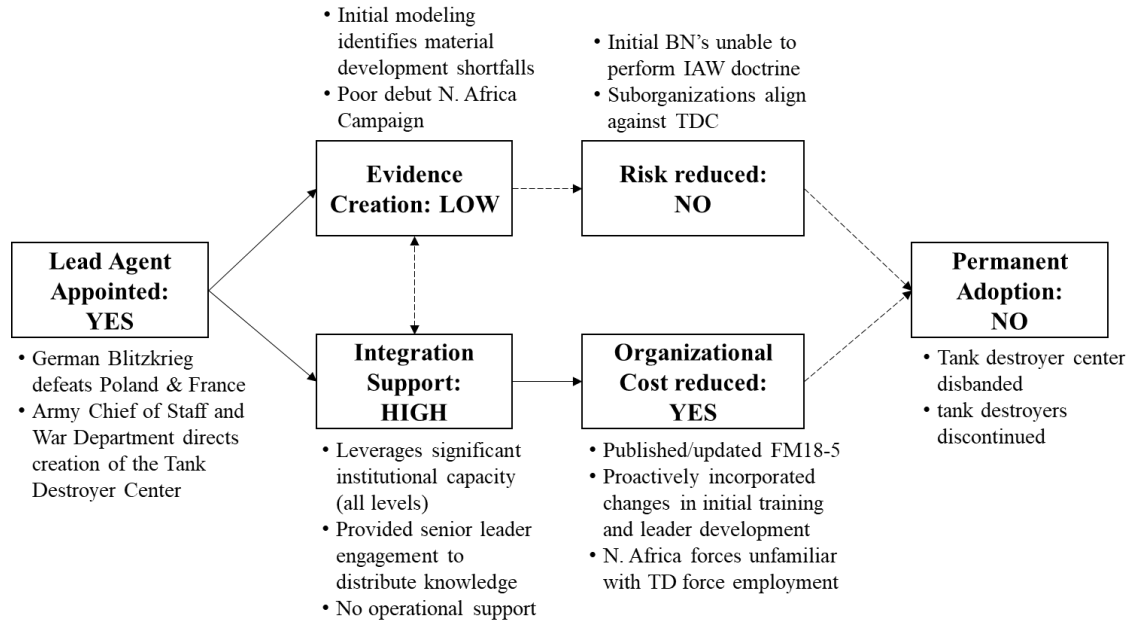 • Initial modeling
identifies material
development shortfalls
• Poor debut N. Africa
Campaign
• Initial BN’s unable to
perform IAW doctrine
• Suborganizations align
against TDC
Evidence
Creation: LOW
Risk reduced:
NO
Lead Agent
Appointed:
YES
• German Blitzkrieg
defeats Poland & France
• Army Chief of Staff and
War Department directs
creation of the Tank
Destroyer Center
Integration
Support:
HIGH
• Leverages significant
institutional capacity
(all levels)
• Provided senior leader
engagement to
distribute knowledge
• No operational support
Organizational
Cost reduced:
YES
• Published/updated FM18-5
• Proactively incorporated
changes in initial training
and leader development
• N. Africa forces unfamiliar
with TD force employment
Permanent
Adoption:
NO
• Tank destroyer center
disbanded
• tank destroyers
discontinued